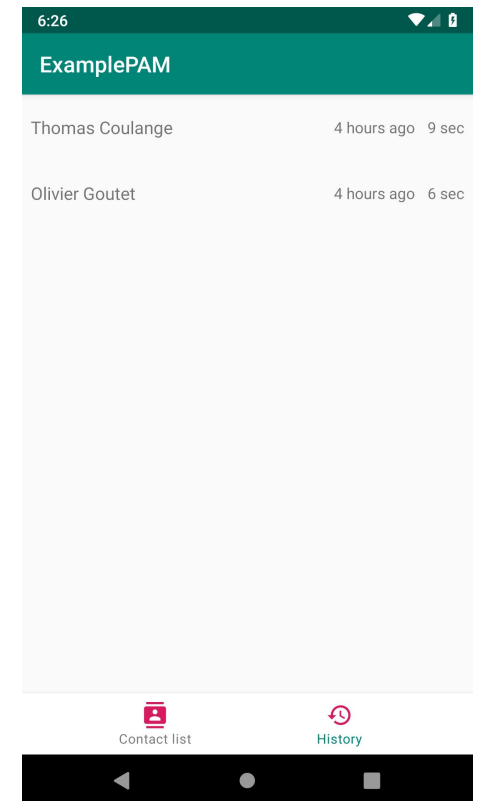 6:26
ExamplePAM
Thomas Coulange 4 hours ago 9 sec
Olivier Goutet 4 hours ago 6 sec
Contact list History